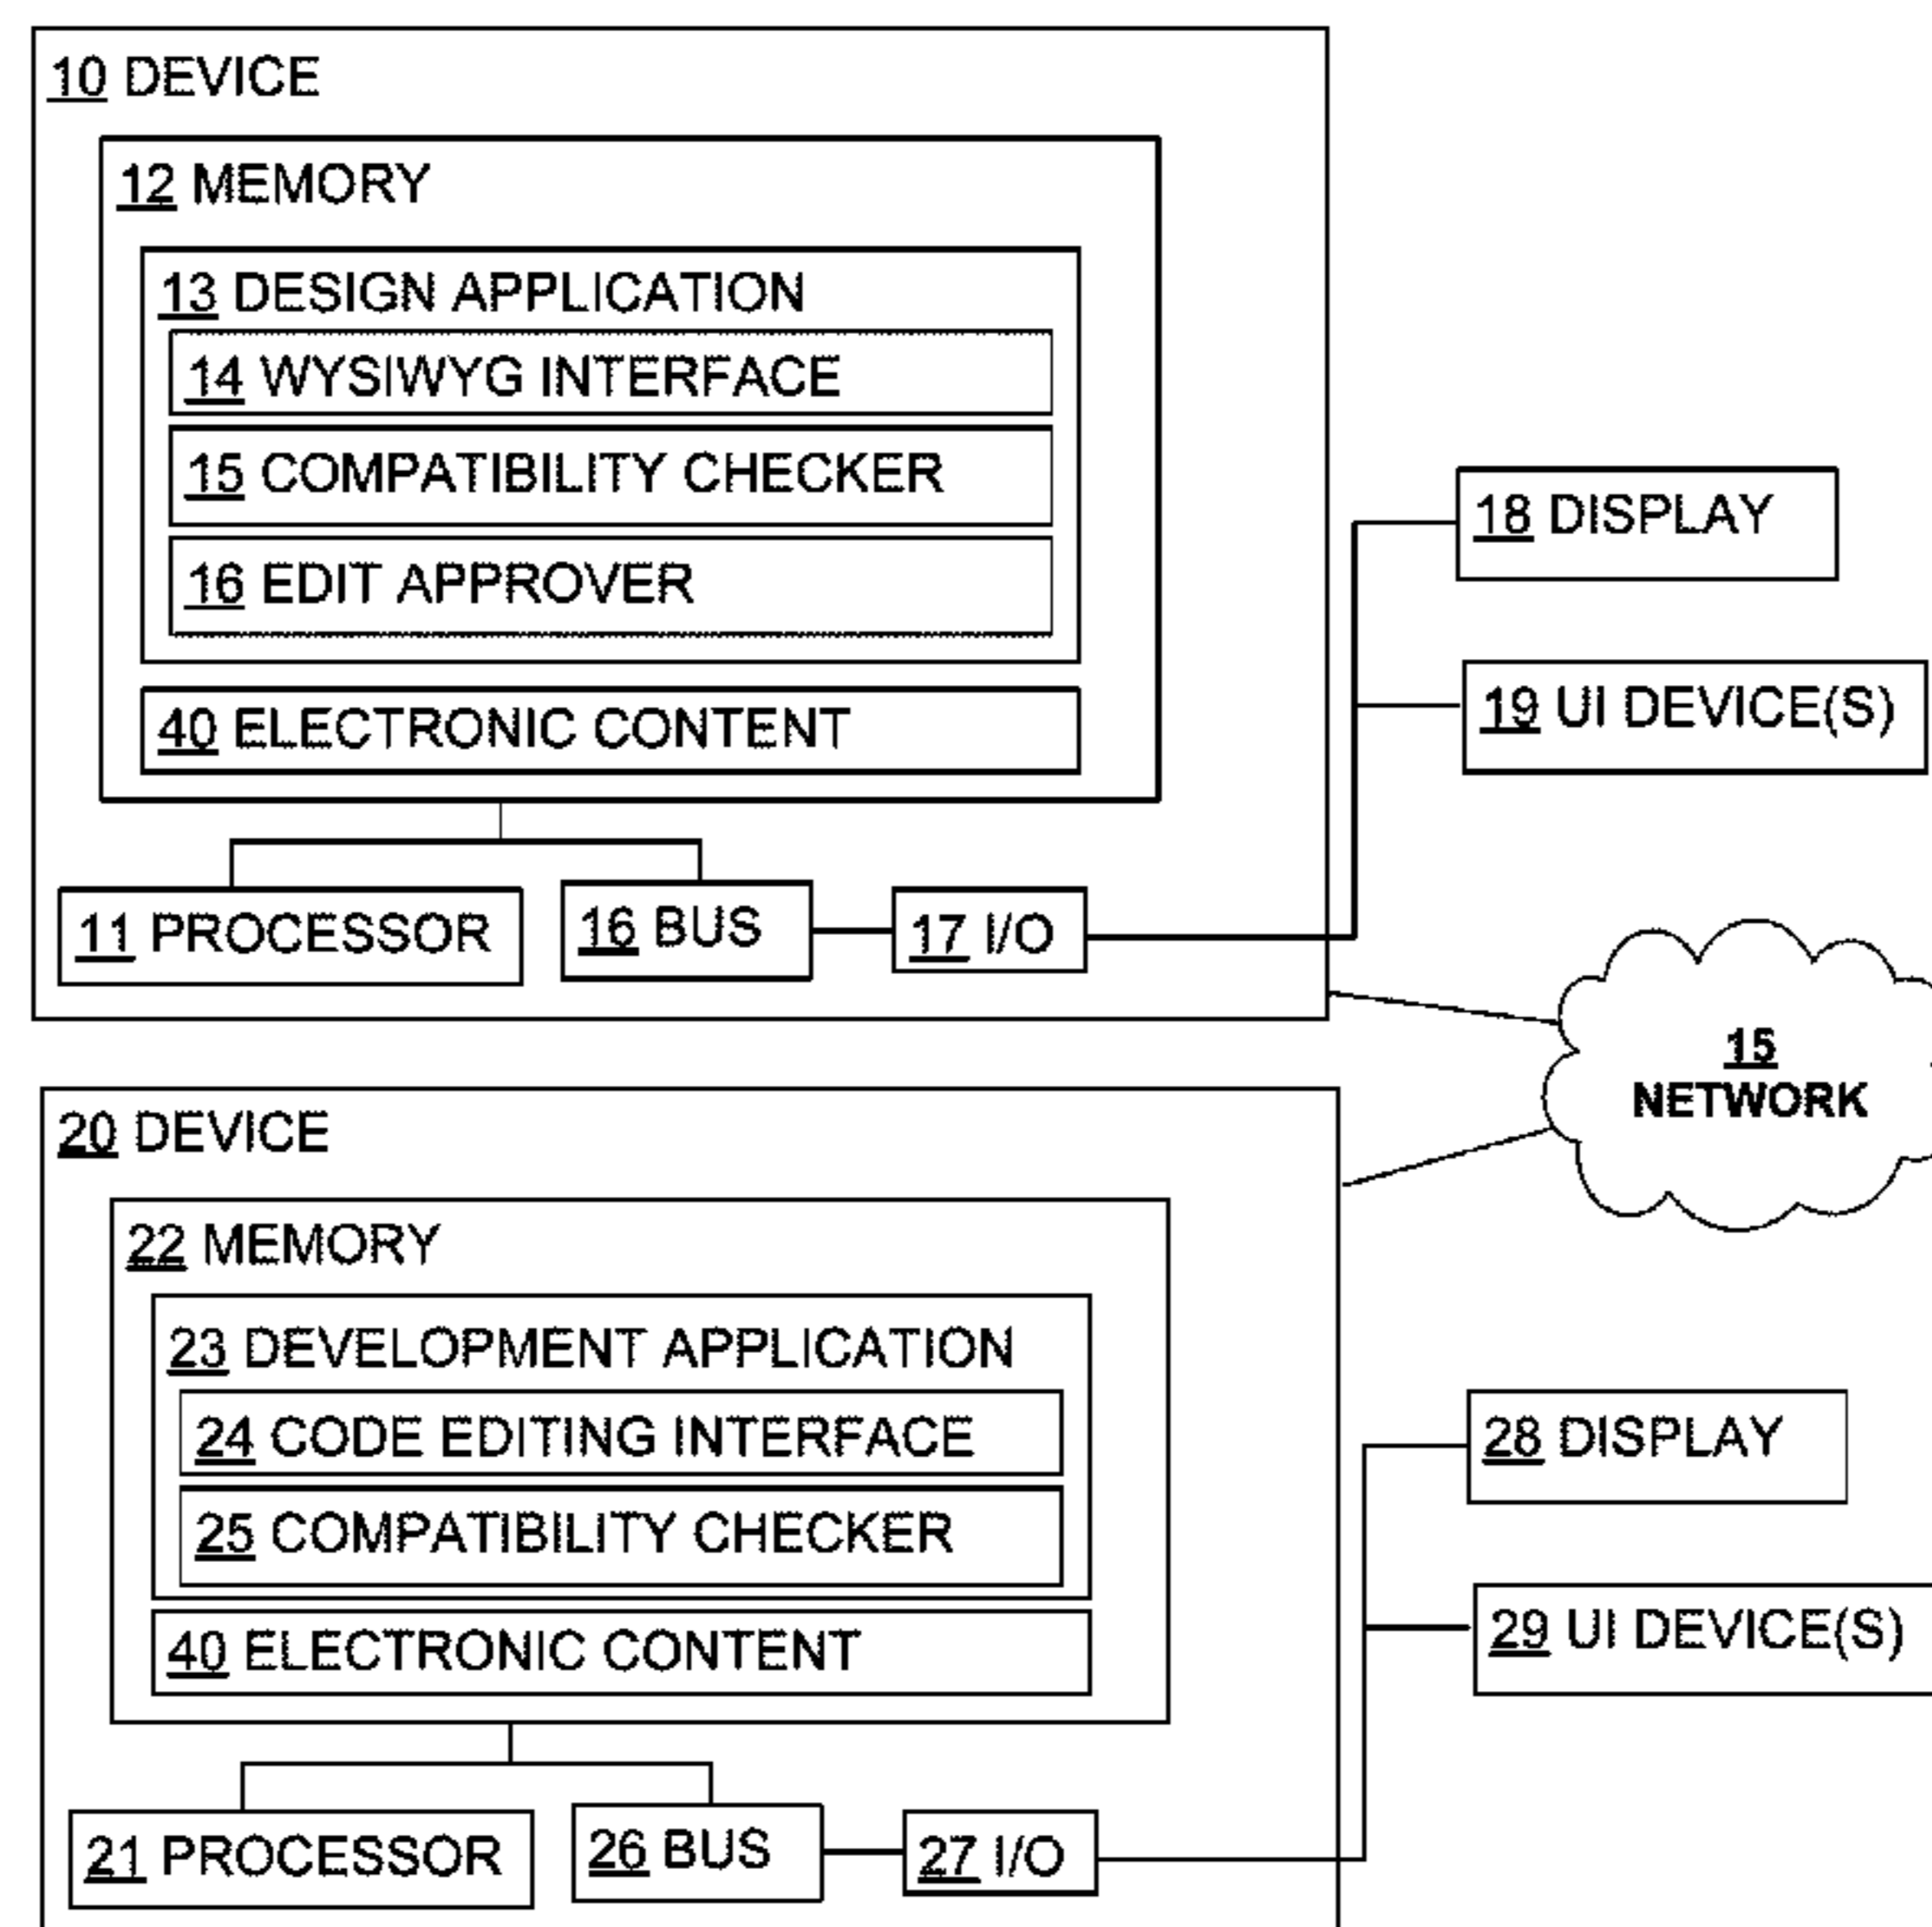 10 DEVICE
12 MEMORY
13 DESIGN APPLICATION
14 WYSIWYG INTERFACE
15 COMPATIBILITY CHECKER
16 EDIT APPROVER
40 ELECTRONIC CONTENT
11 PROCESSOR
16 BUS
17 I/O
18 DISPLAY
19 UI DEVICE(S)
15
NETWORK
20 DEVICE
22 MEMORY
23 DEVELOPMENT APPLICATION
24 CODE EDITING INTERFACE
25 COMPATIBILITY CHECKER
40 ELECTRONIC CONTENT
21 PROCESSOR
26 BUS
27 I/O
28 DISPLAY
29 UI DEVICE(S)